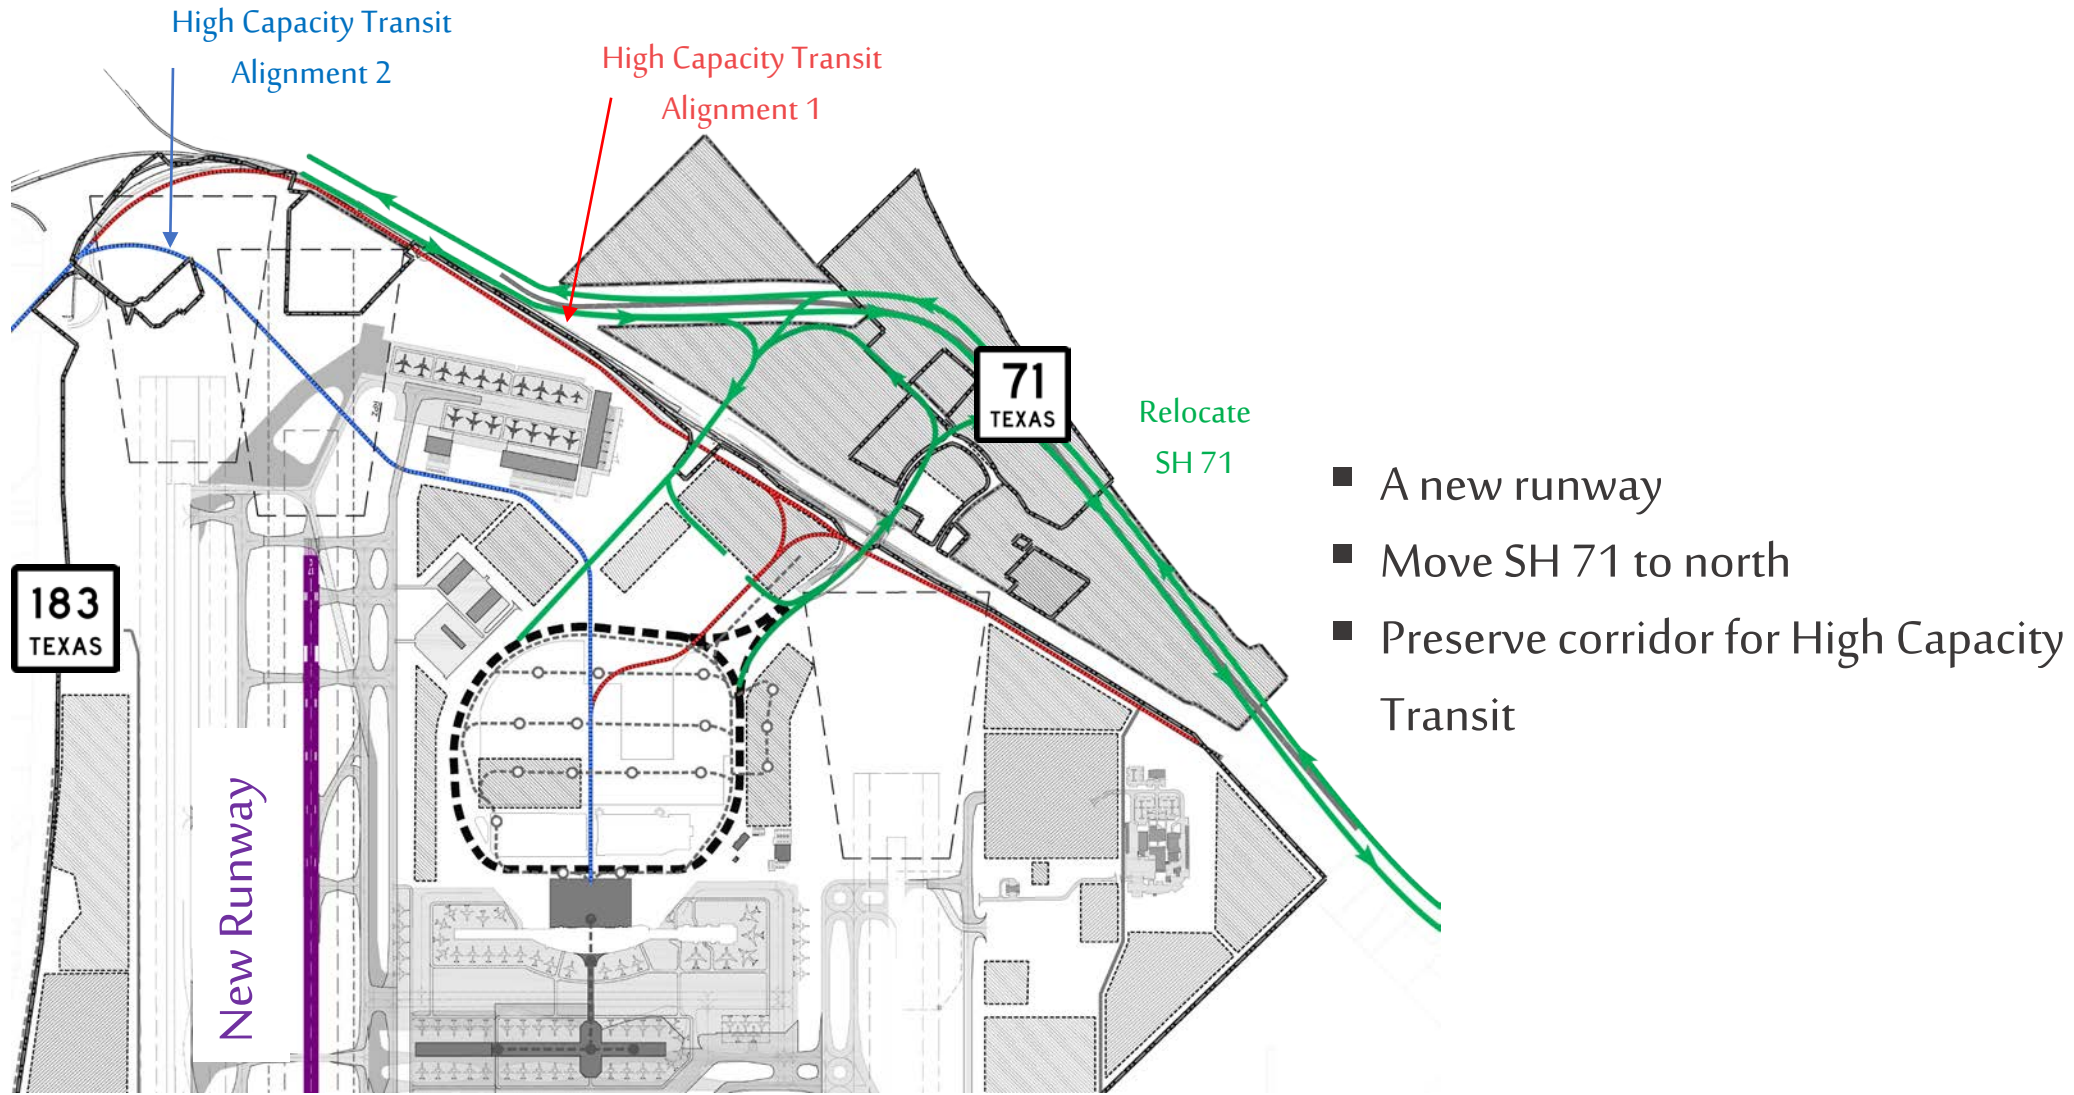 High Capacity Transit
Alignment 2
High Capacity Transit
Alignment 1
71
TEXAS
Relocate
SH 71
183
TEXAS
New Runway
▪ A new runway
▪ Move SH 71 to north
▪ Preserve corridor for High Capacity
Transit